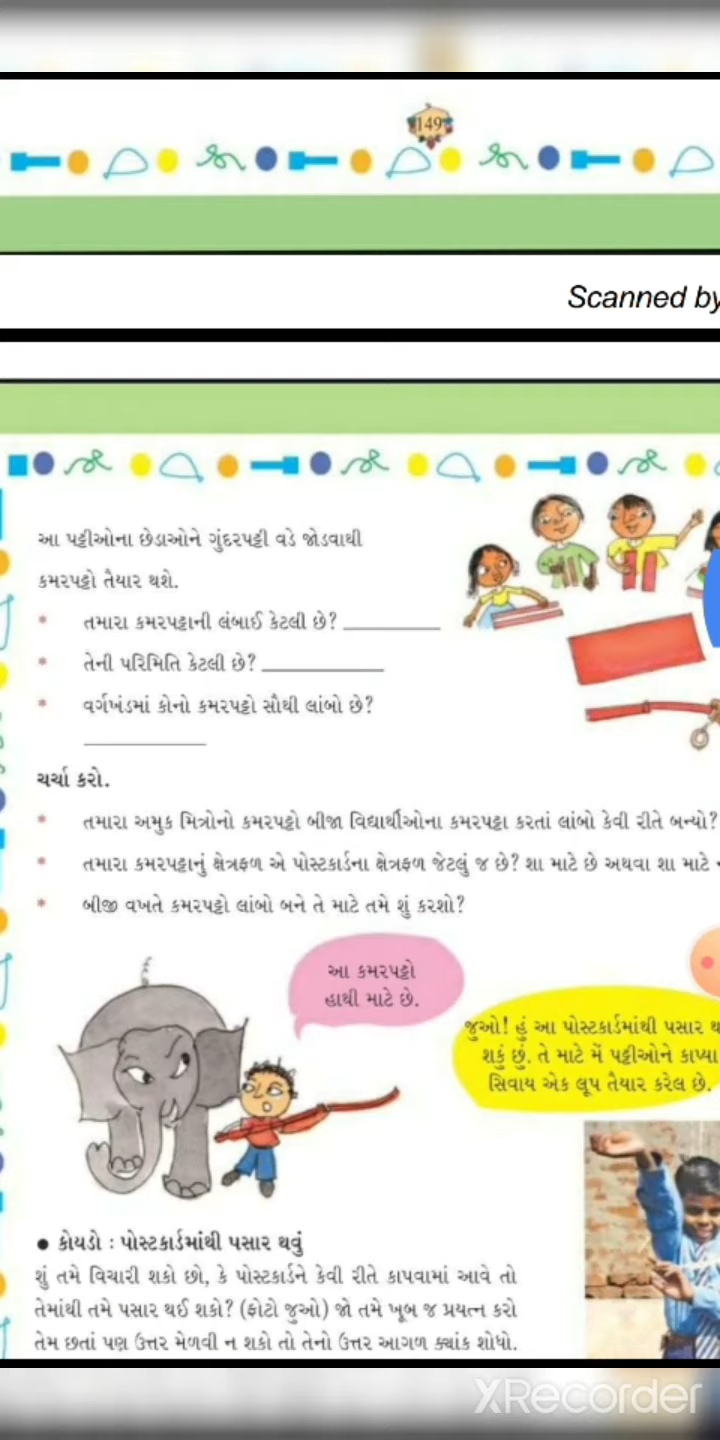 149
Scanned by
આ પટ્ટીઓના છેડાઓને ગુંદરપટ્ટી વડે જોડવાથી
કમરપટ્ટો તૈયાર થશે.
* તમારા કમરપટ્ટાની લંબાઈ કેટલી છે?
* તેની પરિમિતિ કેટલી છે?
* વર્ગખંડમાં કોનો કમરપટ્ટો સૌથી લાંબો છે?
ચર્ચા કરો.
* તમારા અમુક મિત્રોનો કમરપટ્ટો બીજા વિદ્યાર્થીઓના કમરપટ્ટા કરતાં લાંબો કેવી રીતે બન્યો?
* તમારા કમરપટ્ટાનું ક્ષેત્રફળ એ પોસ્ટકાર્ડના ક્ષેત્રફળ જેટલું જ છે? શા માટે છે અથવા શા માટે
* બીજી વખતે કમરપટ્ટો લાંબો બને તે માટે તમે શું કરશો?
આ કમરપટ્ટો
હાથી માટે છે.
જુઓ! હું આ પોસ્ટકાર્ડમાંથી પસાર થ
શકું છું. તે માટે મેં પટ્ટીઓને કાપ્યા
સિવાય એક લૂપ તૈયાર કરેલ છે.
● કોયડો : પોસ્ટકાર્ડમાંથી પસાર થવું
શું તમે વિચારી શકો છો, કે પોસ્ટકાર્ડને કેવી રીતે કાપવામાં આવે તો
તેમાંથી તમે પસાર થઈ શકો? (ફોટો જુઓ) જો તમે ખૂબ જ પ્રયત્ન કરો
તેમ છતાં પણ ઉત્તર મેળવી ન શકો તો તેનો ઉત્તર આગળ ક્યાંક શોધો.
XRecorder